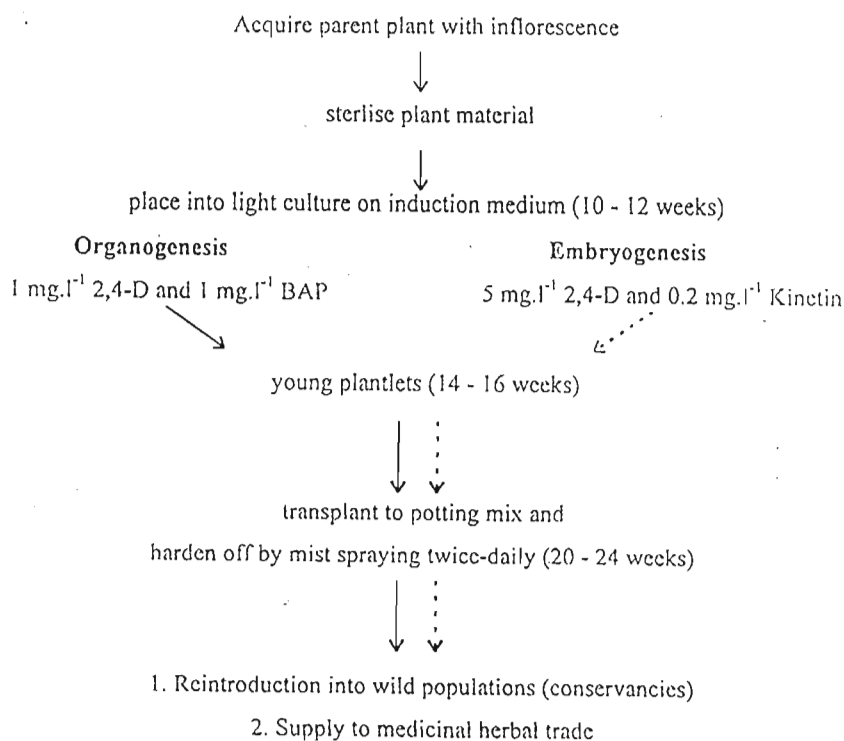 Acquire parent plant with inflorescence
sterlise plant material
place into light culture on induction medium (10 - 12 weeks)
Organogenesis
Embryogenesis
1 mg.l⁻¹ 2,4-D and 1 mg.l⁻¹ BAP
5 mg.l⁻¹ 2,4-D and 0.2 mg.l⁻¹ Kinetin
young plantlets (14 - 16 weeks)
transplant to potting mix and
harden off by mist spraying twice-daily (20 - 24 weeks)
1. Reintroduction into wild populations (conservancies)
2. Supply to medicinal herbal trade